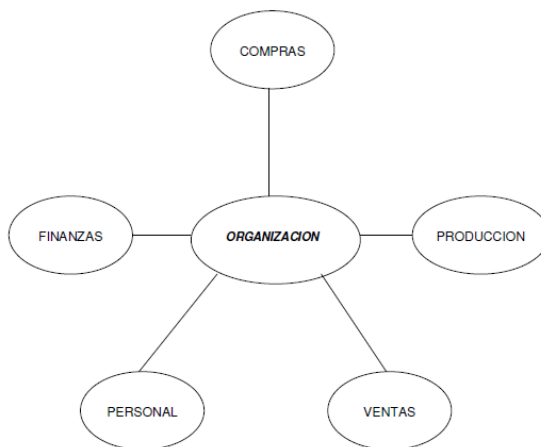 COMPRAS
FINANZAS
ORGANIZACION
PRODUCCION
PERSONAL
VENTAS